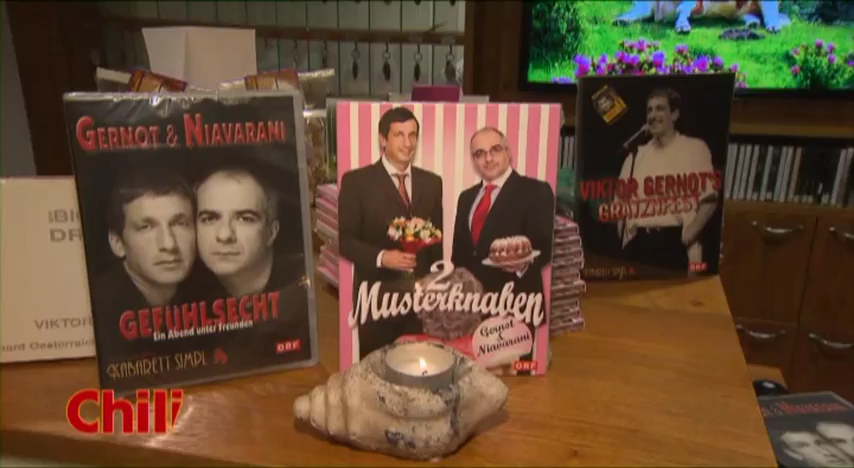 GERNOT & NIAVARANI
GEFÜHLSECHT
Ein Abend unter Freunden
KABARETT SIMPL
ORF
2
Musterknaben
Gernot
&
Niavarani
ORF
VIKTOR GERNOT'S
ORF
VIKTOR
Chili